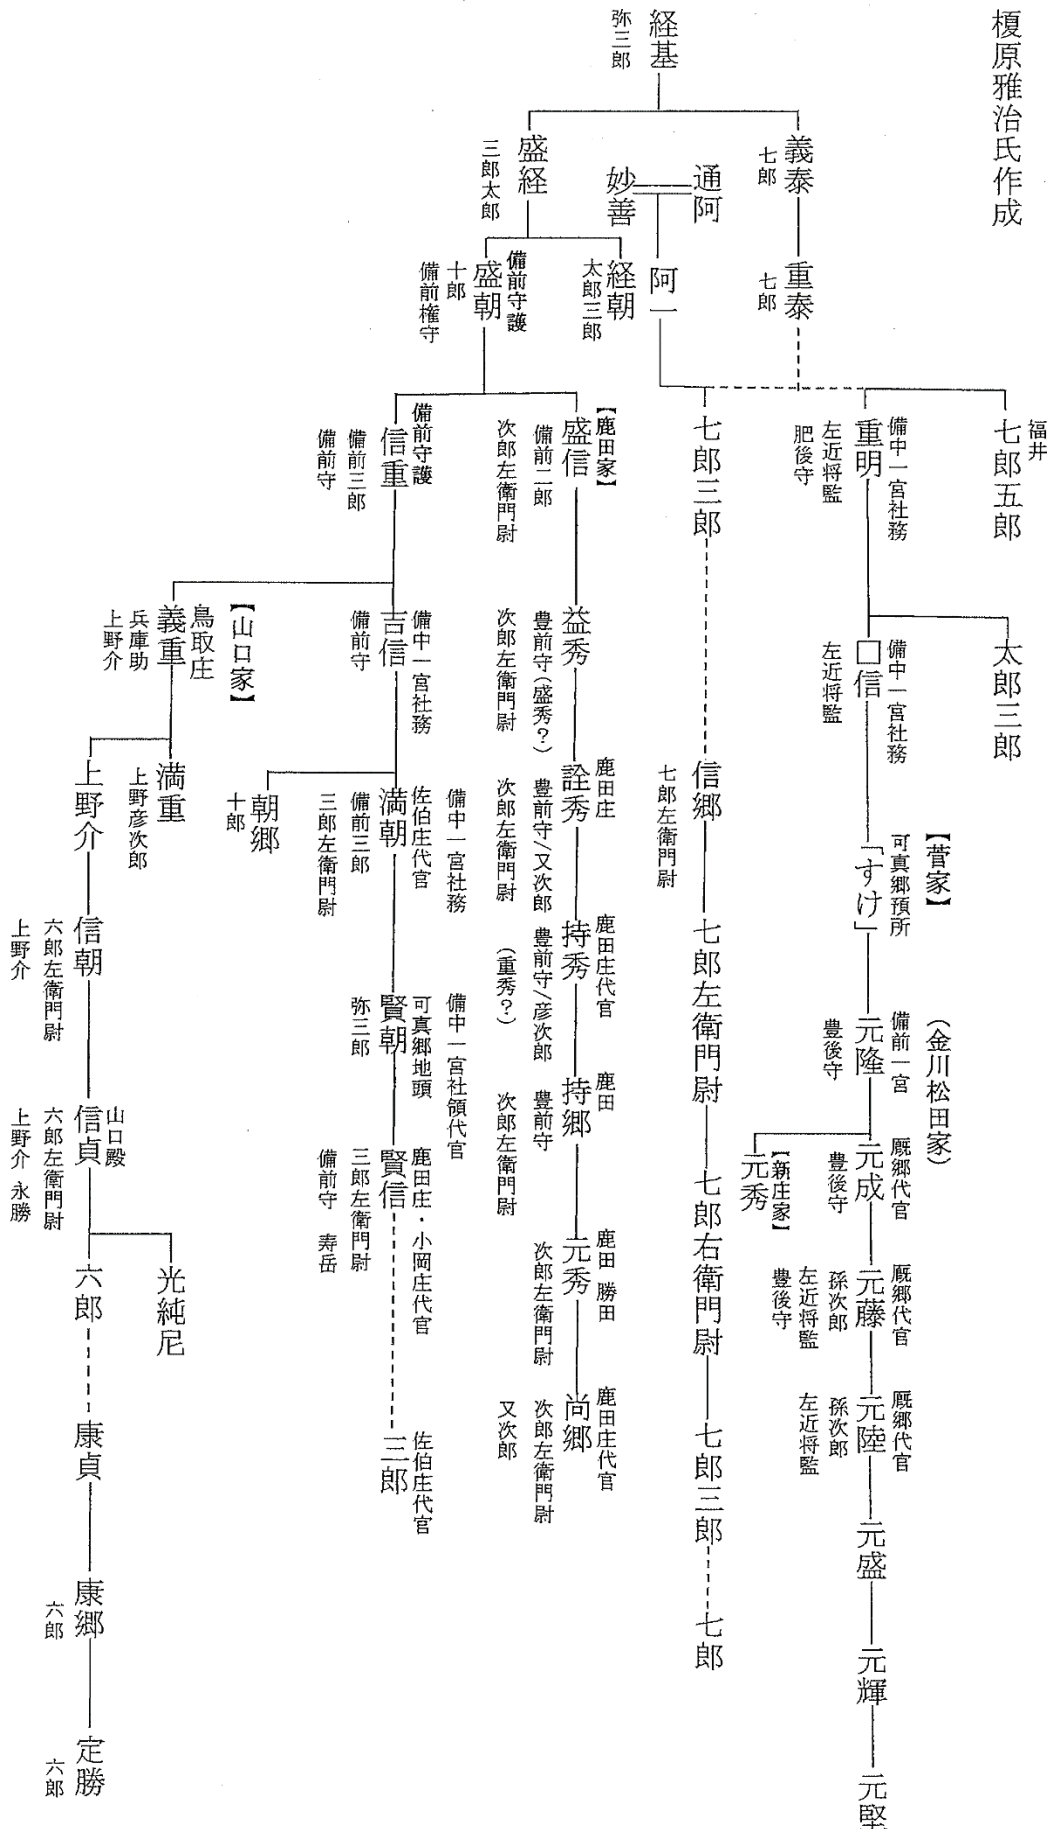 榎原雅治氏作成
経基
弥三郎
義泰
七郎
重泰
七郎
通阿
妙善
阿一
盛経
三郎太郎
経朝
太郎三郎
備前守護
盛朝
十郎
備前権守
福井
七郎五郎
備中一宮社務
重明
左近将監
肥後守
太郎三郎
備中一宮社務
□信
左近将監
【菅家】
可真郷預所
「すけ」
（金川松田家）
備前一宮
元隆
豊後守
厩郷代官
元成
豊後守
【新庄家】
元秀
厩郷代官
元藤
孫次郎
左近将監
豊後守
厩郷代官
元陸
孫次郎
左近将監
元盛
元輝
元堅
七郎三郎
信郷
七郎左衛門尉
七郎左衛門尉
七郎右衛門尉
七郎三郎
七郎
【鹿田家】
盛信
備前二郎
次郎左衛門尉
益秀
豊前守（盛秀？）
次郎左衛門尉
鹿田庄
詮秀
豊前守/又次郎
次郎左衛門尉
鹿田庄代官
持秀
豊前守/彦次郎
（重秀？）
鹿田
持郷
豊前守
次郎左衛門尉
鹿田 勝田
元秀
次郎左衛門尉
鹿田庄代官
尚郷
次郎左衛門尉
又次郎
備前守護
信重
備前三郎
備前守
備中一宮社務
吉信
備前守
備中一宮社務
佐伯庄代官
満朝
備前三郎
三郎左衛門尉
朝郷
十郎
備中一宮社領代官
可真郷地頭
賢朝
弥三郎
鹿田庄・小岡庄代官
賢信
三郎左衛門尉
備前守 寿岳
佐伯庄代官
三郎
【山口家】
鳥取庄
義重
兵庫助
上野介
満重
上野彦次郎
上野介
信朝
六郎左衛門尉
上野介
山口殿
信貞
六郎左衛門尉
上野介 永勝
光純尼
六郎
康貞
康郷
六郎
定勝
六郎